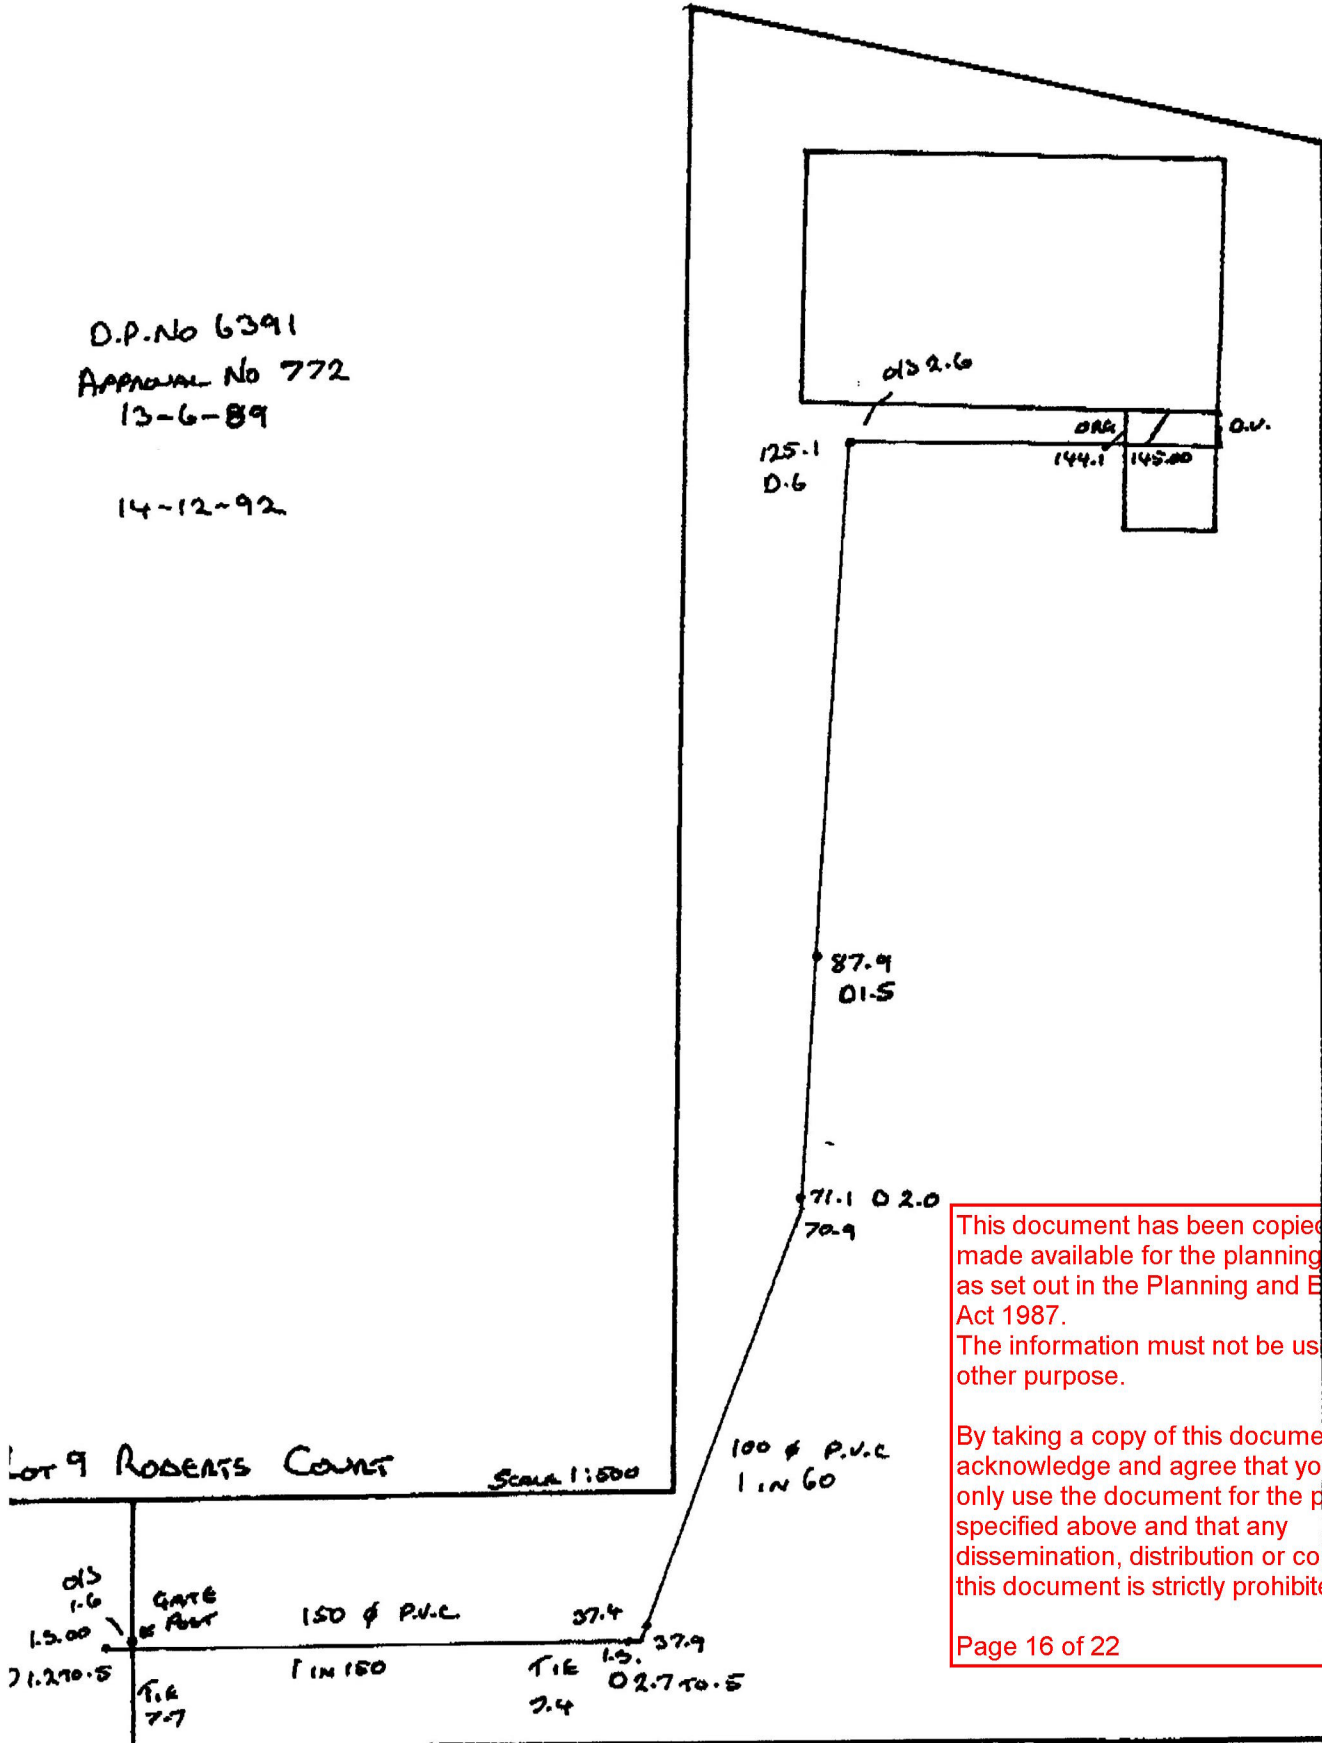 D.P. No 6391
APPROVAL No 772
13-6-89
14-12-92
O/S 2.6
125.1
D.6
ORG
144.1
145.00
O.V.
87.9
D1.5
71.1 D 2.0
70.9
100 ϕ P.V.C
1 IN 60
LOT 9 ROBERTS COURT
SCALE 1:500
O/S
1.6
GATE
POST
150 ϕ P.V.C.
1 IN 150
I.S.00
D1.2 TO .5
TIE
7.7
37.4
37.9
TIE
7.4
I.S.
D 2.7 TO .5
This document has been copied
made available for the planning
as set out in the Planning and E
Act 1987.
The information must not be us
other purpose.
By taking a copy of this docume
acknowledge and agree that yo
only use the document for the p
specified above and that any
dissemination, distribution or co
this document is strictly prohibite
Page 16 of 22